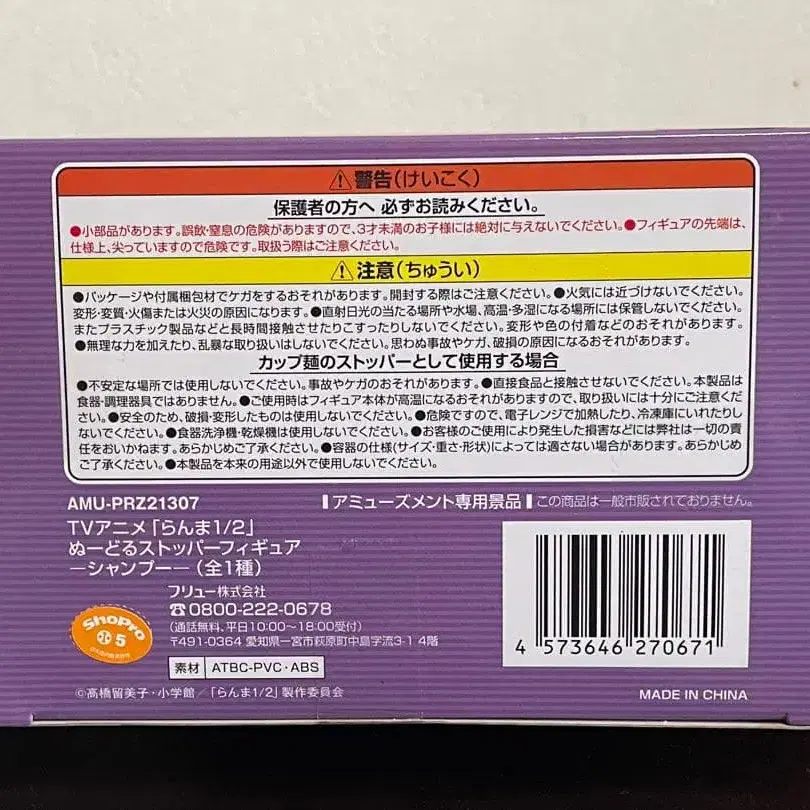 ⚠警告(けいこく)
保護者の方へ 必ずお読みください。
●小部品があります。誤飲・窒息の危険がありますので、3才未満のお子様には絶対に与えないでください。●フィギュアの先端は、
仕様上、尖っていますので危険です。取扱う際はご注意ください。
⚠注意(ちゅうい)
●パッケージや付属梱包材でケガをするおそれがあります。開封する際はご注意ください。●火気には近づけないでください。
変形・変質・火傷または火災の原因になります。●直射日光の当たる場所や水場、高温・多湿になる場所には保管しないでください。
またプラスチック製品などと長時間接触させたりこすったりしないでください。変形や色の付着などのおそれがあります。
●無理な力を加えたり、乱暴な取り扱いはしないでください。思わぬ事故やケガ、破損の原因になるおそれがあります。
カップ麺のストッパーとして使用する場合
●不安定な場所では使用しないでください。事故やケガのおそれがあります。●直接食品と接触させないでください。本製品は
食器・調理器具ではありません。●ご使用時はフィギュア本体が高温になるおそれがありますので、取り扱いには十分にご注意くださ
い。●安全のため、破損・変形したものは使用しないでください。●危険ですので、電子レンジで加熱したり、冷凍庫にいれたりし
ないでください。●食器洗浄機・乾燥機は使用しないでください。●お客様のご使用により発生した損害などには弊社は一切の責
任をおいかねます。あらかじめご了承ください。●容器の仕様(サイズ・重さ・形状)によっては適さない場合があります。あらかじめ
ご了承ください。●本製品を本来の用途以外で使用しないでください。
AMU-PRZ21307
アミューズメント専用景品 この商品は一般市販されておりません。
TVアニメ「らんま1/2」
ぬーどるストッパーフィギュア
―シャンプー―(全1種)
フリュー株式会社
☎0800-222-0678
(通話無料、平日10:00～18:00受付)
〒491-0364 愛知県一宮市萩原町中島字流3-1 4階
ShoPro
小 5
素材 ATBC-PVC・ABS
4 573646 270671
©高橋留美子・小学館／「らんま1/2」製作委員会
MADE IN CHINA